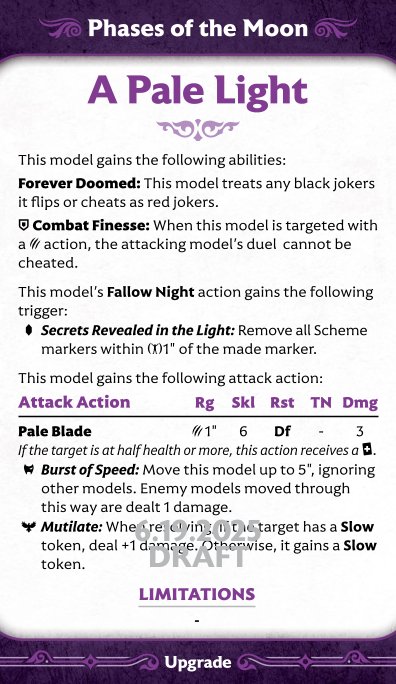 Phases of the Moon
A Pale Light
This model gains the following abilities:
Forever Doomed: This model treats any black jokers
it flips or cheats as red jokers.
Combat Finesse: When this model is targeted with
a action, the attacking model's duel cannot be
cheated.
This model's Fallow Night action gains the following
trigger:
Secrets Revealed in the Light: Remove all Scheme
markers within 1" of the made marker.
This model gains the following attack action:
Attack Action Rg Skl Rst TN Dmg
Pale Blade 1" 6 Df - 3
If the target is at half health or more, this action receives a .
Burst of Speed: Move this model up to 5", ignoring
other models. Enemy models moved through
this way are dealt 1 damage.
Mutilate: When resolving, if the target has a Slow
token, deal +1 damage. Otherwise, it gains a Slow
token.
6.19.2025
DRAFT
LIMITATIONS
-
Upgrade